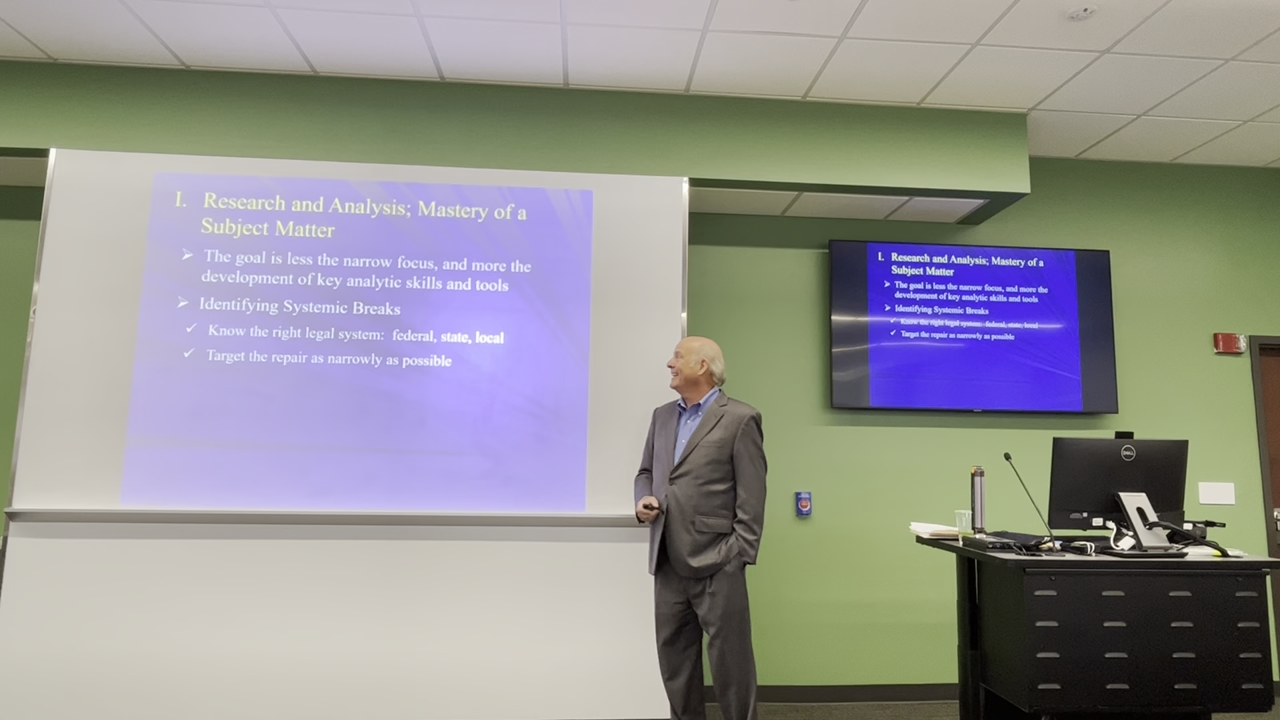 I. Research and Analysis; Mastery of a
Subject Matter
➢ The goal is less the narrow focus, and more the
development of key analytic skills and tools
➢ Identifying Systemic Breaks
✓ Know the right legal system: federal, state, local
✓ Target the repair as narrowly as possible
I. Research and Analysis; Mastery of a
Subject Matter
➢ The goal is less the narrow focus, and more the
development of key analytic skills and tools
➢ Identifying Systemic Breaks
✓ Know the right legal system: federal, state, local
✓ Target the repair as narrowly as possible
DELL